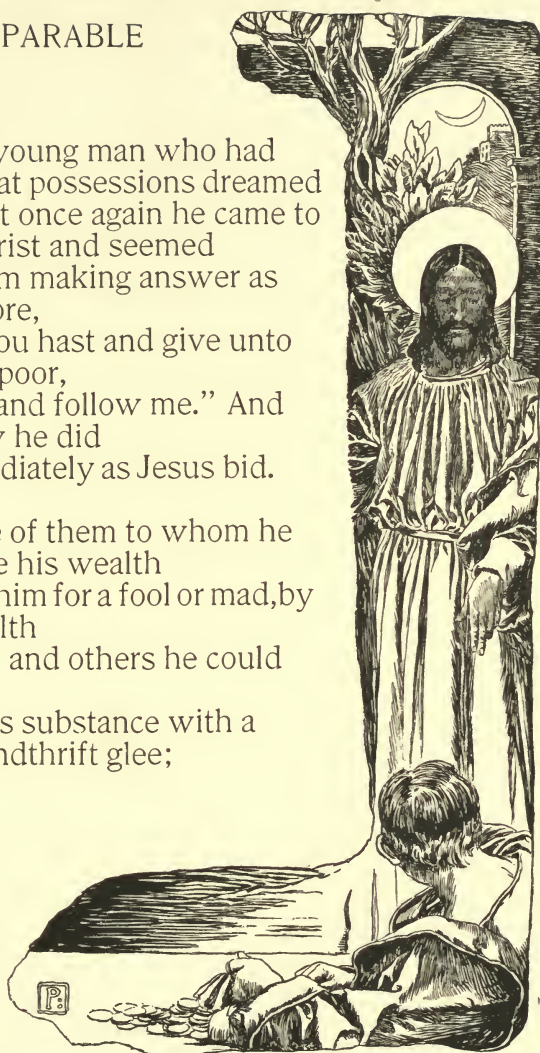 PARABLE
young man who had
at possessions dreamed
t once again he came to
rist and seemed
m making answer as
ore,
ou hast and give unto
poor,
and follow me." And
y he did
diately as Jesus bid.
e of them to whom he
e his wealth
him for a fool or mad, by
lth
and others he could
s substance with a
ndthrift glee;
P: